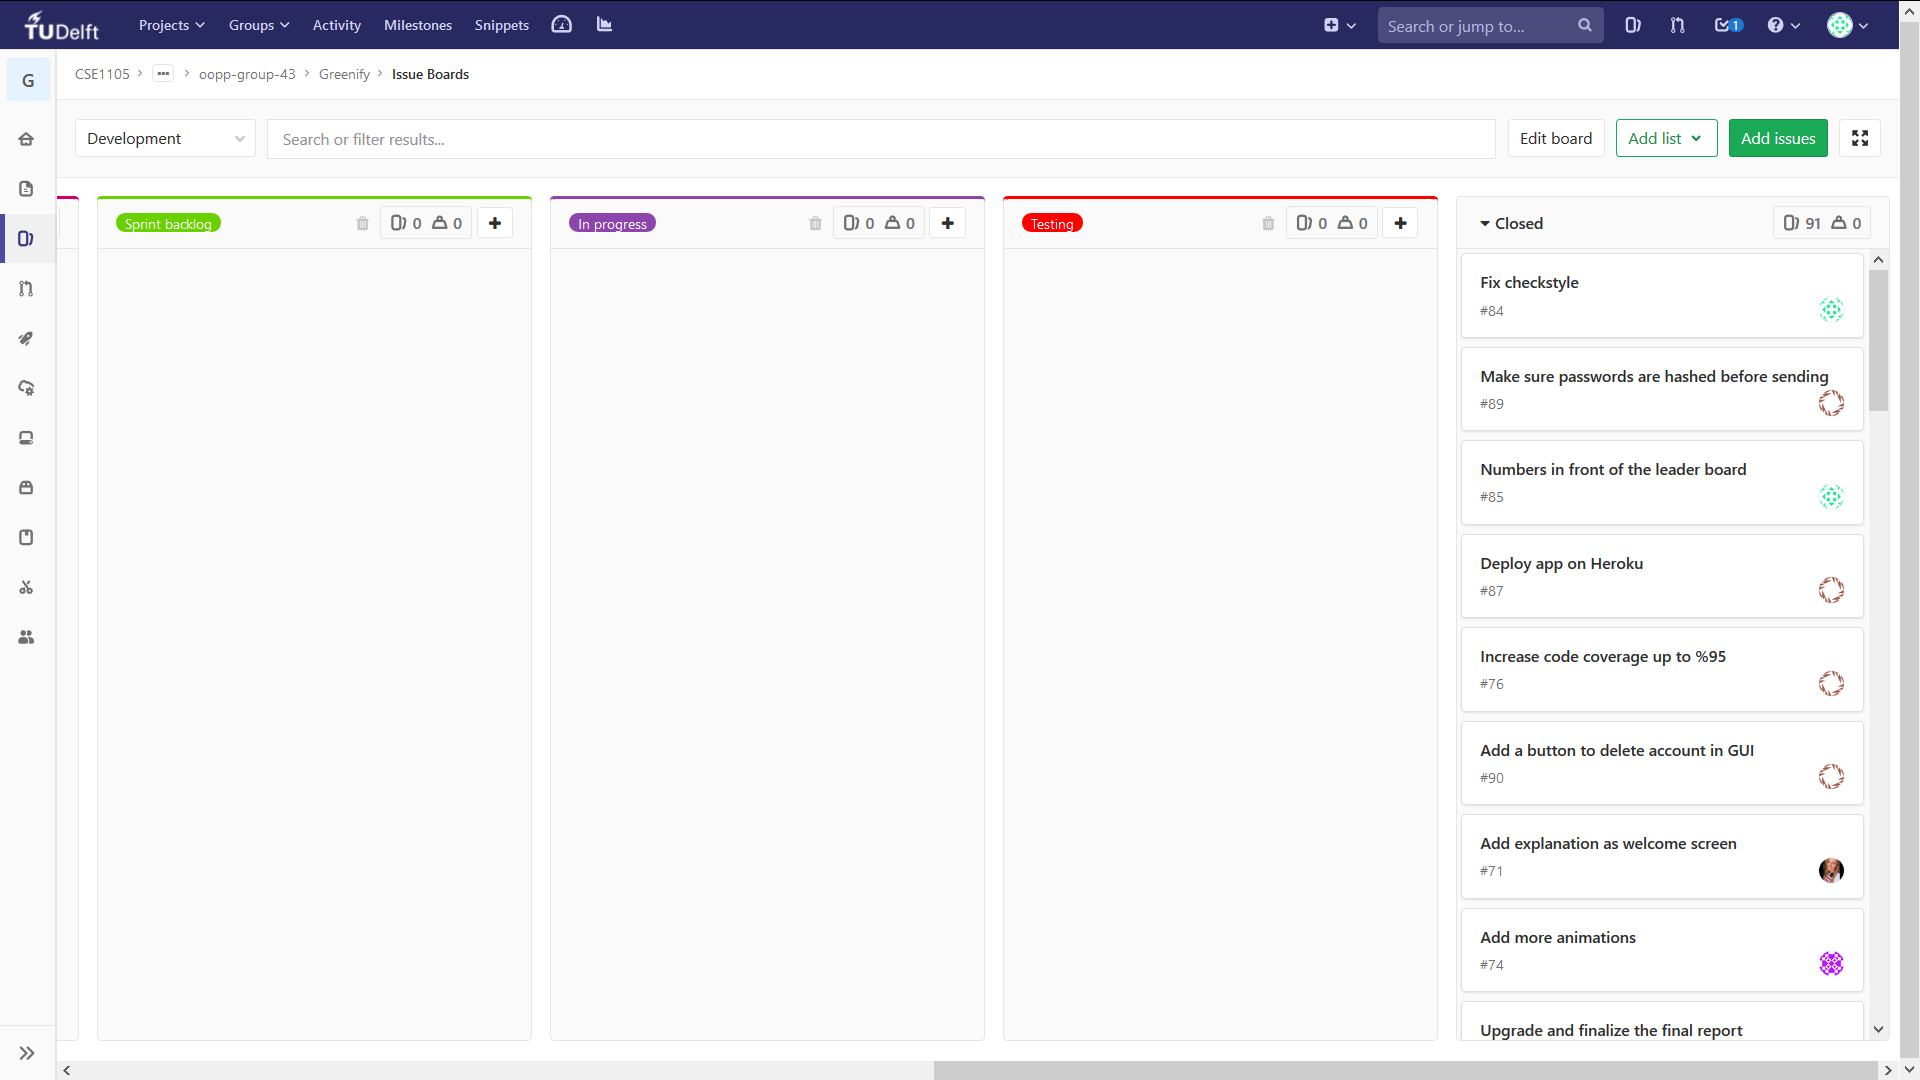 TUDelft Projects Groups Activity Milestones Snippets Search or jump to... 1
G CSE1105 oopp-group-43 Greenify Issue Boards
Development Search or filter results... Edit board Add list Add issues
Sprint backlog 0 0
In progress 0 0
Testing 0 0
Closed 91 0
Fix checkstyle
#84
Make sure passwords are hashed before sending
#89
Numbers in front of the leader board
#85
Deploy app on Heroku
#87
Increase code coverage up to %95
#76
Add a button to delete account in GUI
#90
Add explanation as welcome screen
#71
Add more animations
#74
Upgrade and finalize the final report